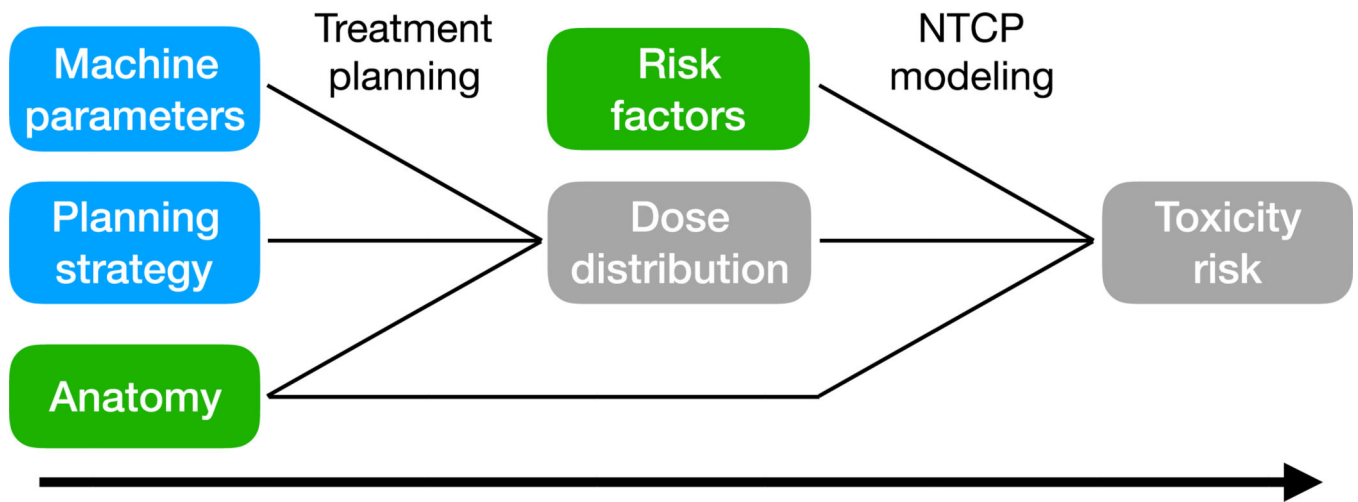 Machine
parameters
Treatment
planning
Risk
factors
NTCP
modeling
Planning
strategy
Dose
distribution
Toxicity
risk
Anatomy